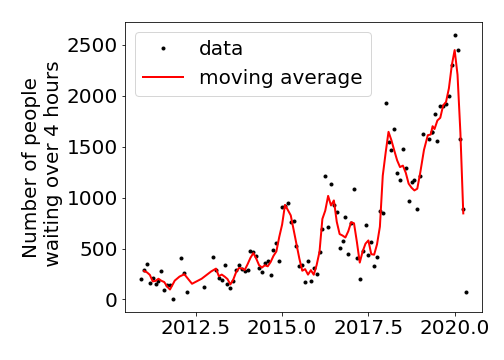 Number of people
waiting over 4 hours
2500
2000
1500
1000
500
0
data
moving average
2012.5
2015.0
2017.5
2020.0